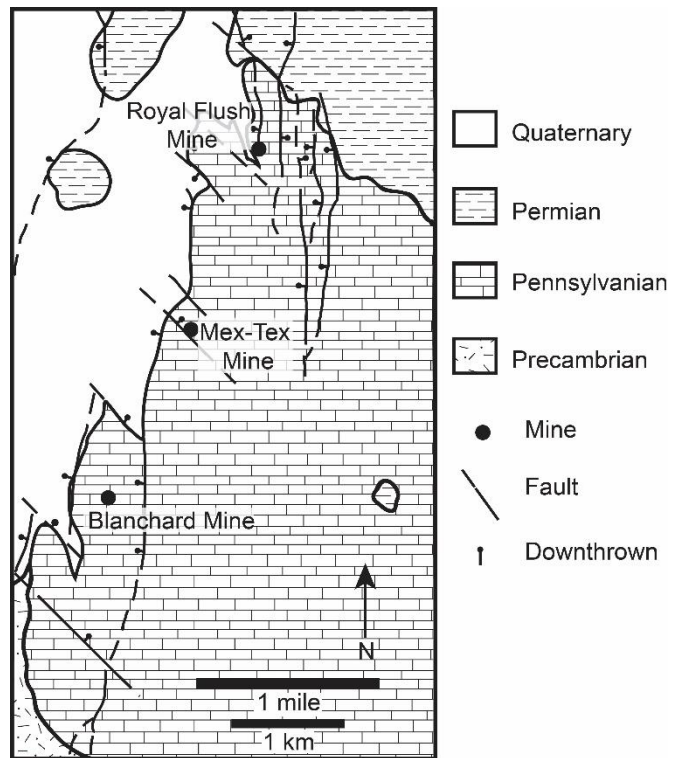 Royal Flush
Mine
Mex-Tex
Mine
Blanchard Mine
N
1 mile
1 km
Quaternary
Permian
Pennsylvanian
Precambrian
Mine
Fault
Downthrown